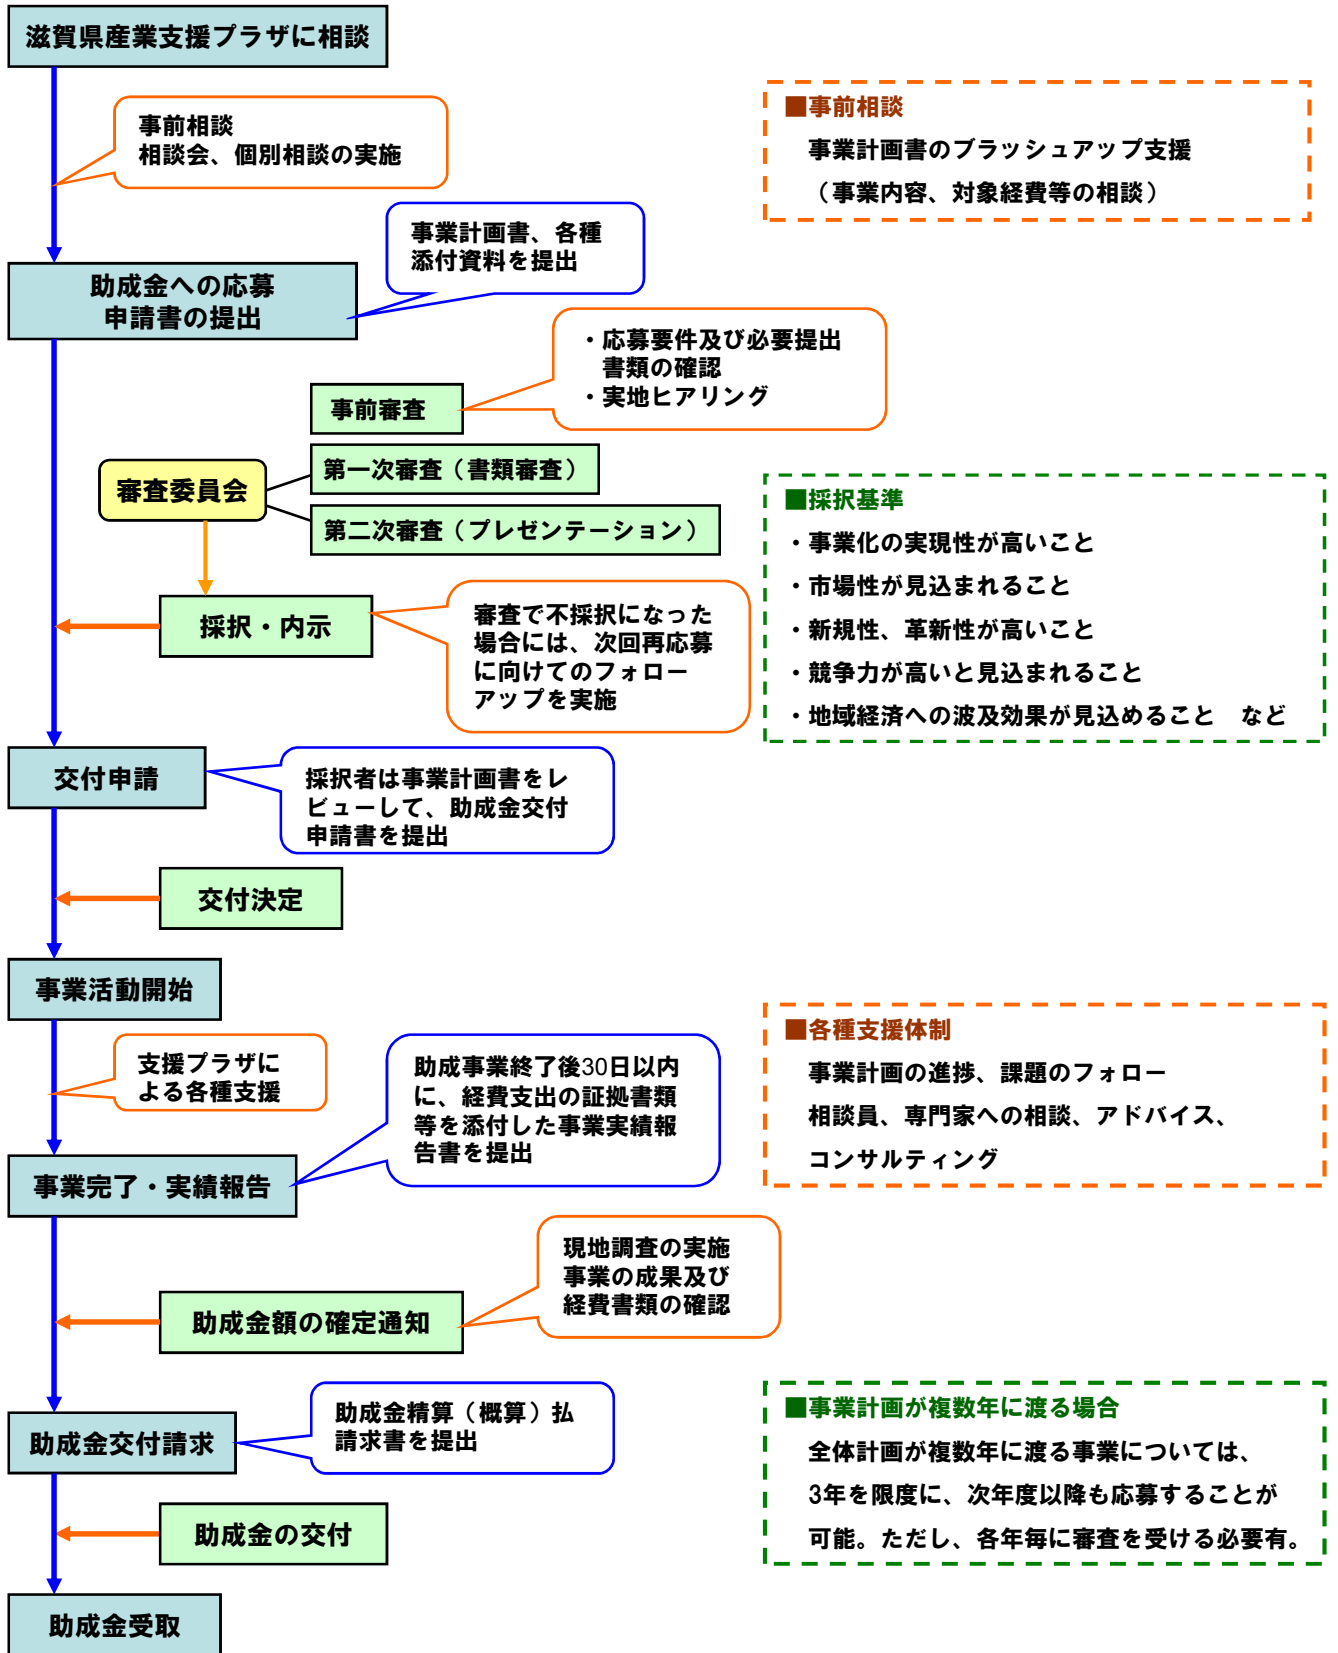 滋賀県産業支援プラザに相談
事前相談
相談会、個別相談の実施
■事前相談
事業計画書のブラッシュアップ支援
（事業内容、対象経費等の相談）
事業計画書、各種
添付資料を提出
助成金への応募
申請書の提出
・応募要件及び必要提出
書類の確認
・実地ヒアリング
事前審査
第一次審査（書類審査）
審査委員会
第二次審査（プレゼンテーション）
■採択基準
・事業化の実現性が高いこと
・市場性が見込まれること
・新規性、革新性が高いこと
・競争力が高いと見込まれること
・地域経済への波及効果が見込めること　など
採択・内示
審査で不採択になった
場合には、次回再応募
に向けてのフォロー
アップを実施
交付申請
採択者は事業計画書をレ
ビューして、助成金交付
申請書を提出
交付決定
事業活動開始
支援プラザに
よる各種支援
助成事業終了後30日以内
に、経費支出の証拠書類
等を添付した事業実績報
告書を提出
■各種支援体制
事業計画の進捗、課題のフォロー
相談員、専門家への相談、アドバイス、
コンサルティング
事業完了・実績報告
現地調査の実施
事業の成果及び
経費書類の確認
助成金額の確定通知
助成金精算（概算）払
請求書を提出
助成金交付請求
■事業計画が複数年に渡る場合
全体計画が複数年に渡る事業については、
3年を限度に、次年度以降も応募することが
可能。ただし、各年毎に審査を受ける必要有。
助成金の交付
助成金受取